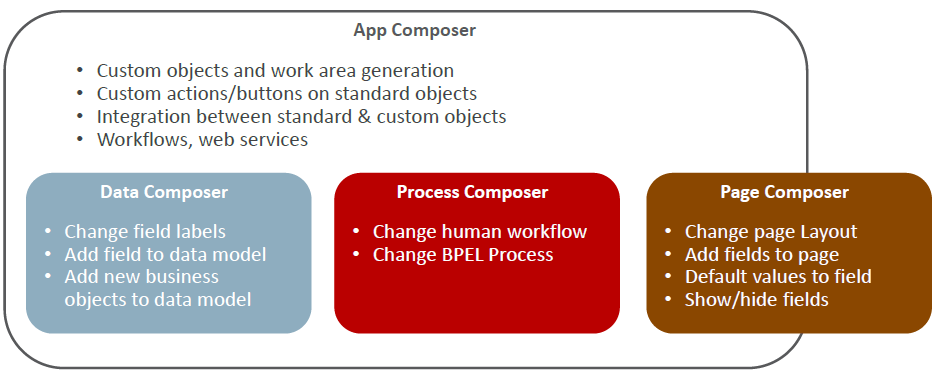 App Composer
• Custom objects and work area generation
• Custom actions/buttons on standard objects
• Integration between standard & custom objects
• Workflows, web services
Data Composer
• Change field labels
• Add field to data model
• Add new business
objects to data model
Process Composer
• Change human workflow
• Change BPEL Process
Page Composer
• Change page Layout
• Add fields to page
• Default values to field
• Show/hide fields